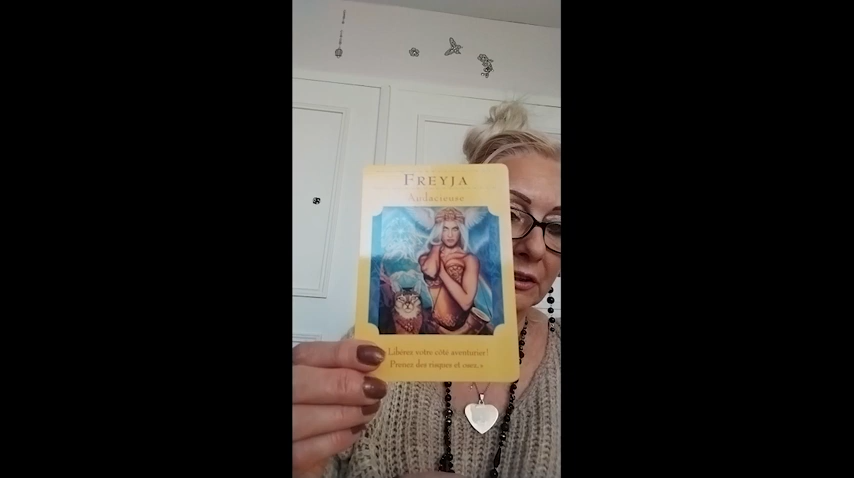 FREYJA
Audacieuse
Libérez votre côté aventurier!
Prenez des risques et osez.